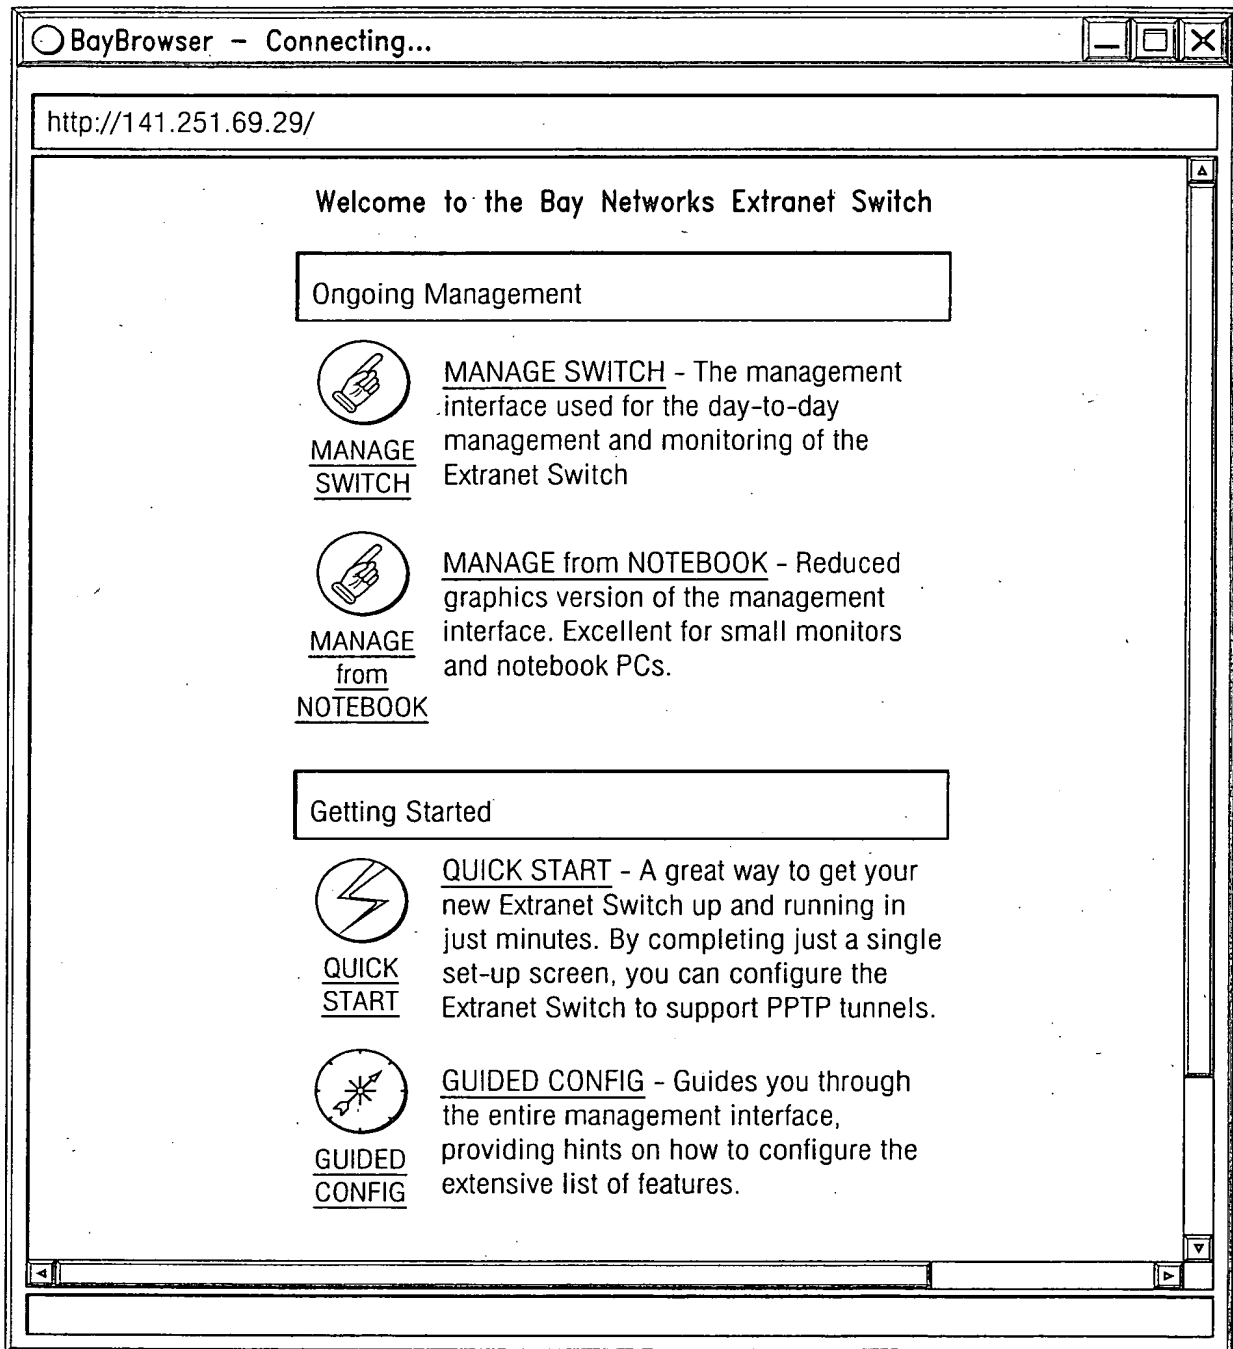 BayBrowser - Connecting...
http://141.251.69.29/
Welcome to the Bay Networks Extranet Switch
Ongoing Management
MANAGE
SWITCH
MANAGE SWITCH - The management
interface used for the day-to-day
management and monitoring of the
Extranet Switch
MANAGE
from
NOTEBOOK
MANAGE from NOTEBOOK - Reduced
graphics version of the management
interface. Excellent for small monitors
and notebook PCs.
Getting Started
QUICK
START
QUICK START - A great way to get your
new Extranet Switch up and running in
just minutes. By completing just a single
set-up screen, you can configure the
Extranet Switch to support PPTP tunnels.
GUIDED
CONFIG
GUIDED CONFIG - Guides you through
the entire management interface,
providing hints on how to configure the
extensive list of features.